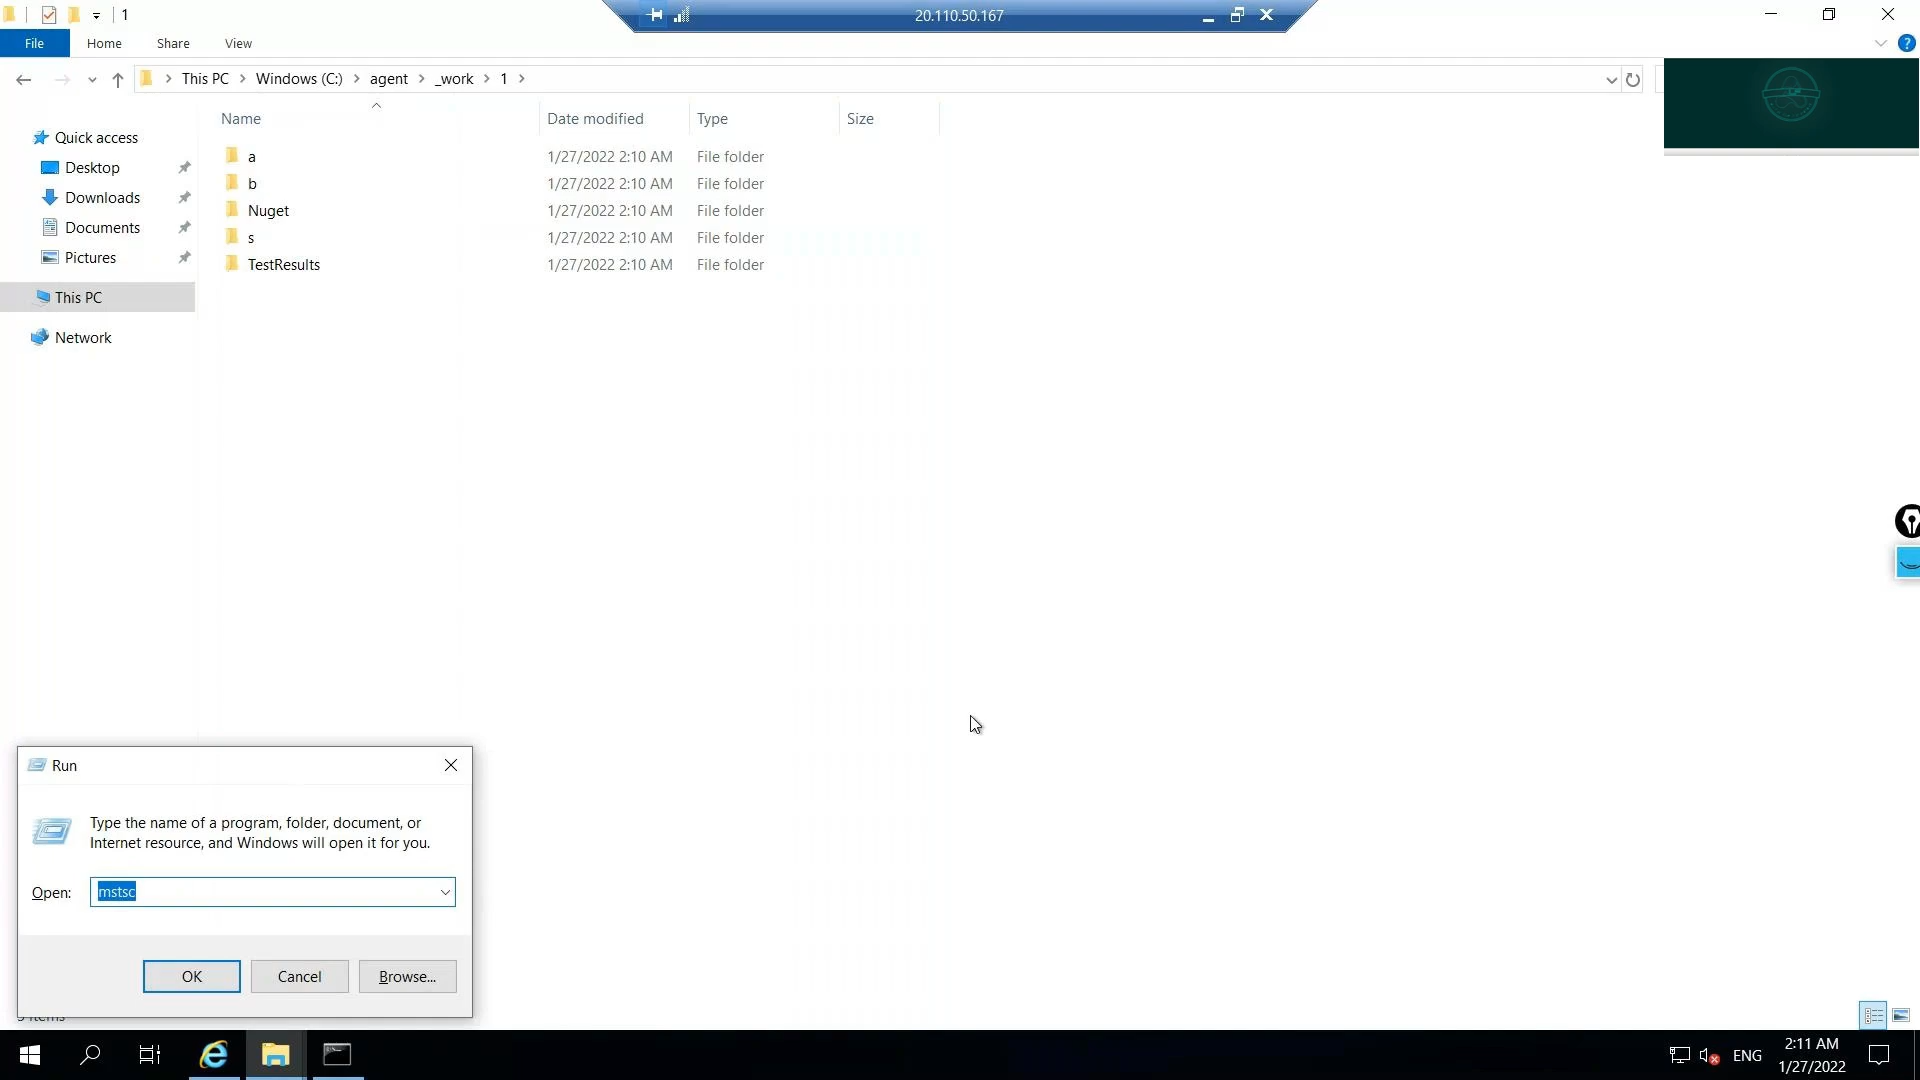 1
20.110.50.167
File
Home
Share
View
This PC
Windows (C:)
agent
_work
1
Name
Date modified
Type
Size
Quick access
Desktop
Downloads
Documents
Pictures
This PC
Network
a 1/27/2022 2:10 AM File folder
b 1/27/2022 2:10 AM File folder
Nuget 1/27/2022 2:10 AM File folder
s 1/27/2022 2:10 AM File folder
TestResults 1/27/2022 2:10 AM File folder
Run
Type the name of a program, folder, document, or
Internet resource, and Windows will open it for you.
Open: mstsc
OK
Cancel
Browse...
ENG
2:11 AM
1/27/2022